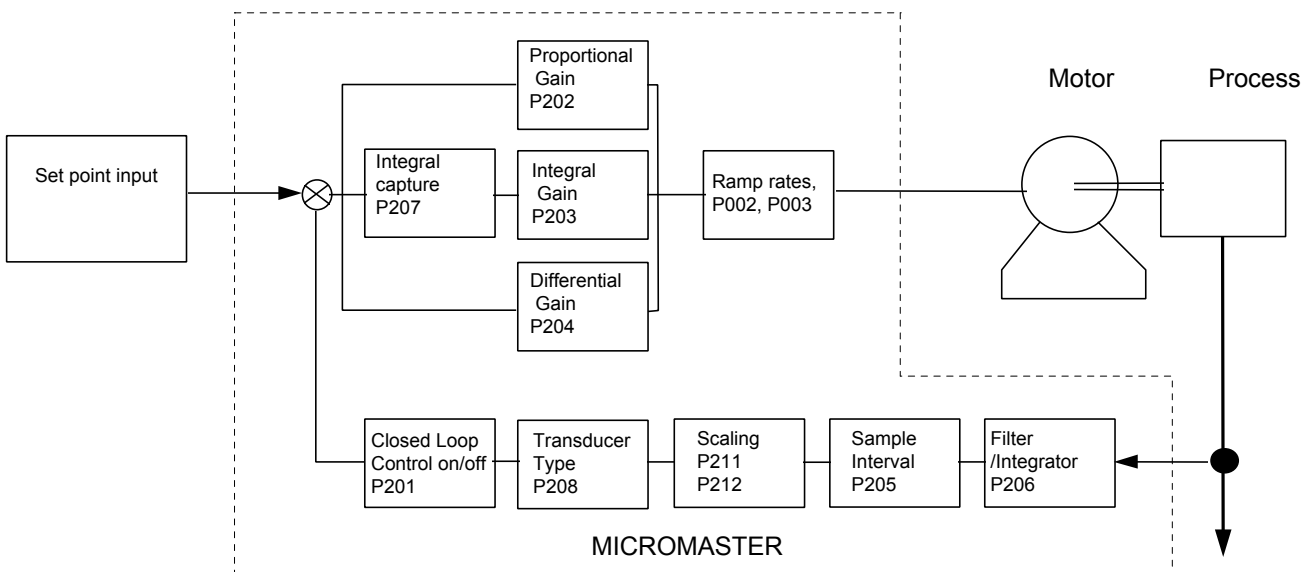 Proportional
Gain
P202
Motor
Process
Set point input
Integral
capture
P207
Integral
Gain
P203
Ramp rates,
P002, P003
Differential
Gain
P204
Closed Loop
Control on/off
P201
Transducer
Type
P208
Scaling
P211
P212
Sample
Interval
P205
Filter
/Integrator
P206
MICROMASTER